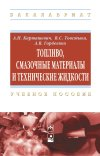 БАКАЛАВРИАТ
А.Н. Карташевич, В.С. Товстыка,
А.В. Гордеенко
ТОПЛИВО,
СМАЗОЧНЫЕ МАТЕРИАЛЫ
И ТЕХНИЧЕСКИЕ ЖИДКОСТИ
УЧЕБНОЕ ПОСОБИЕ